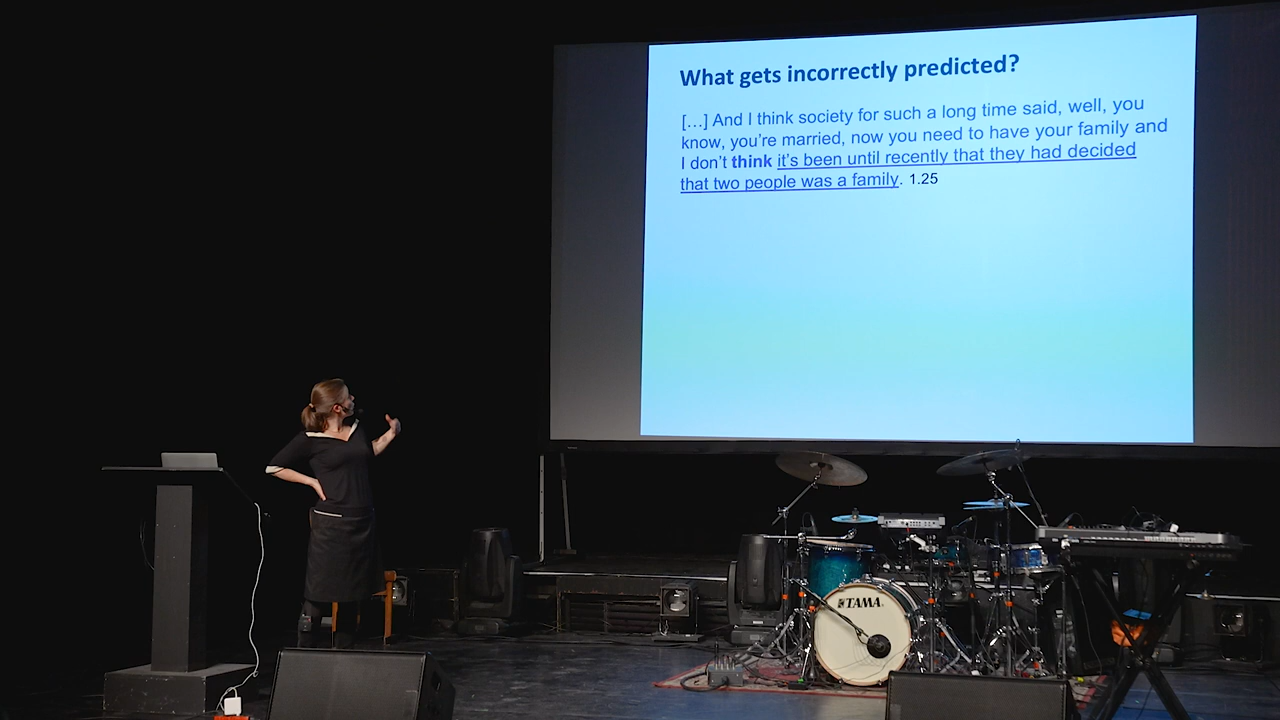 What gets incorrectly predicted?
[...] And I think society for such a long time said, well, you
know, you're married, now you need to have your family and
I don't think it's been until recently that they had decided
that two people was a family. 1.25
TAMA